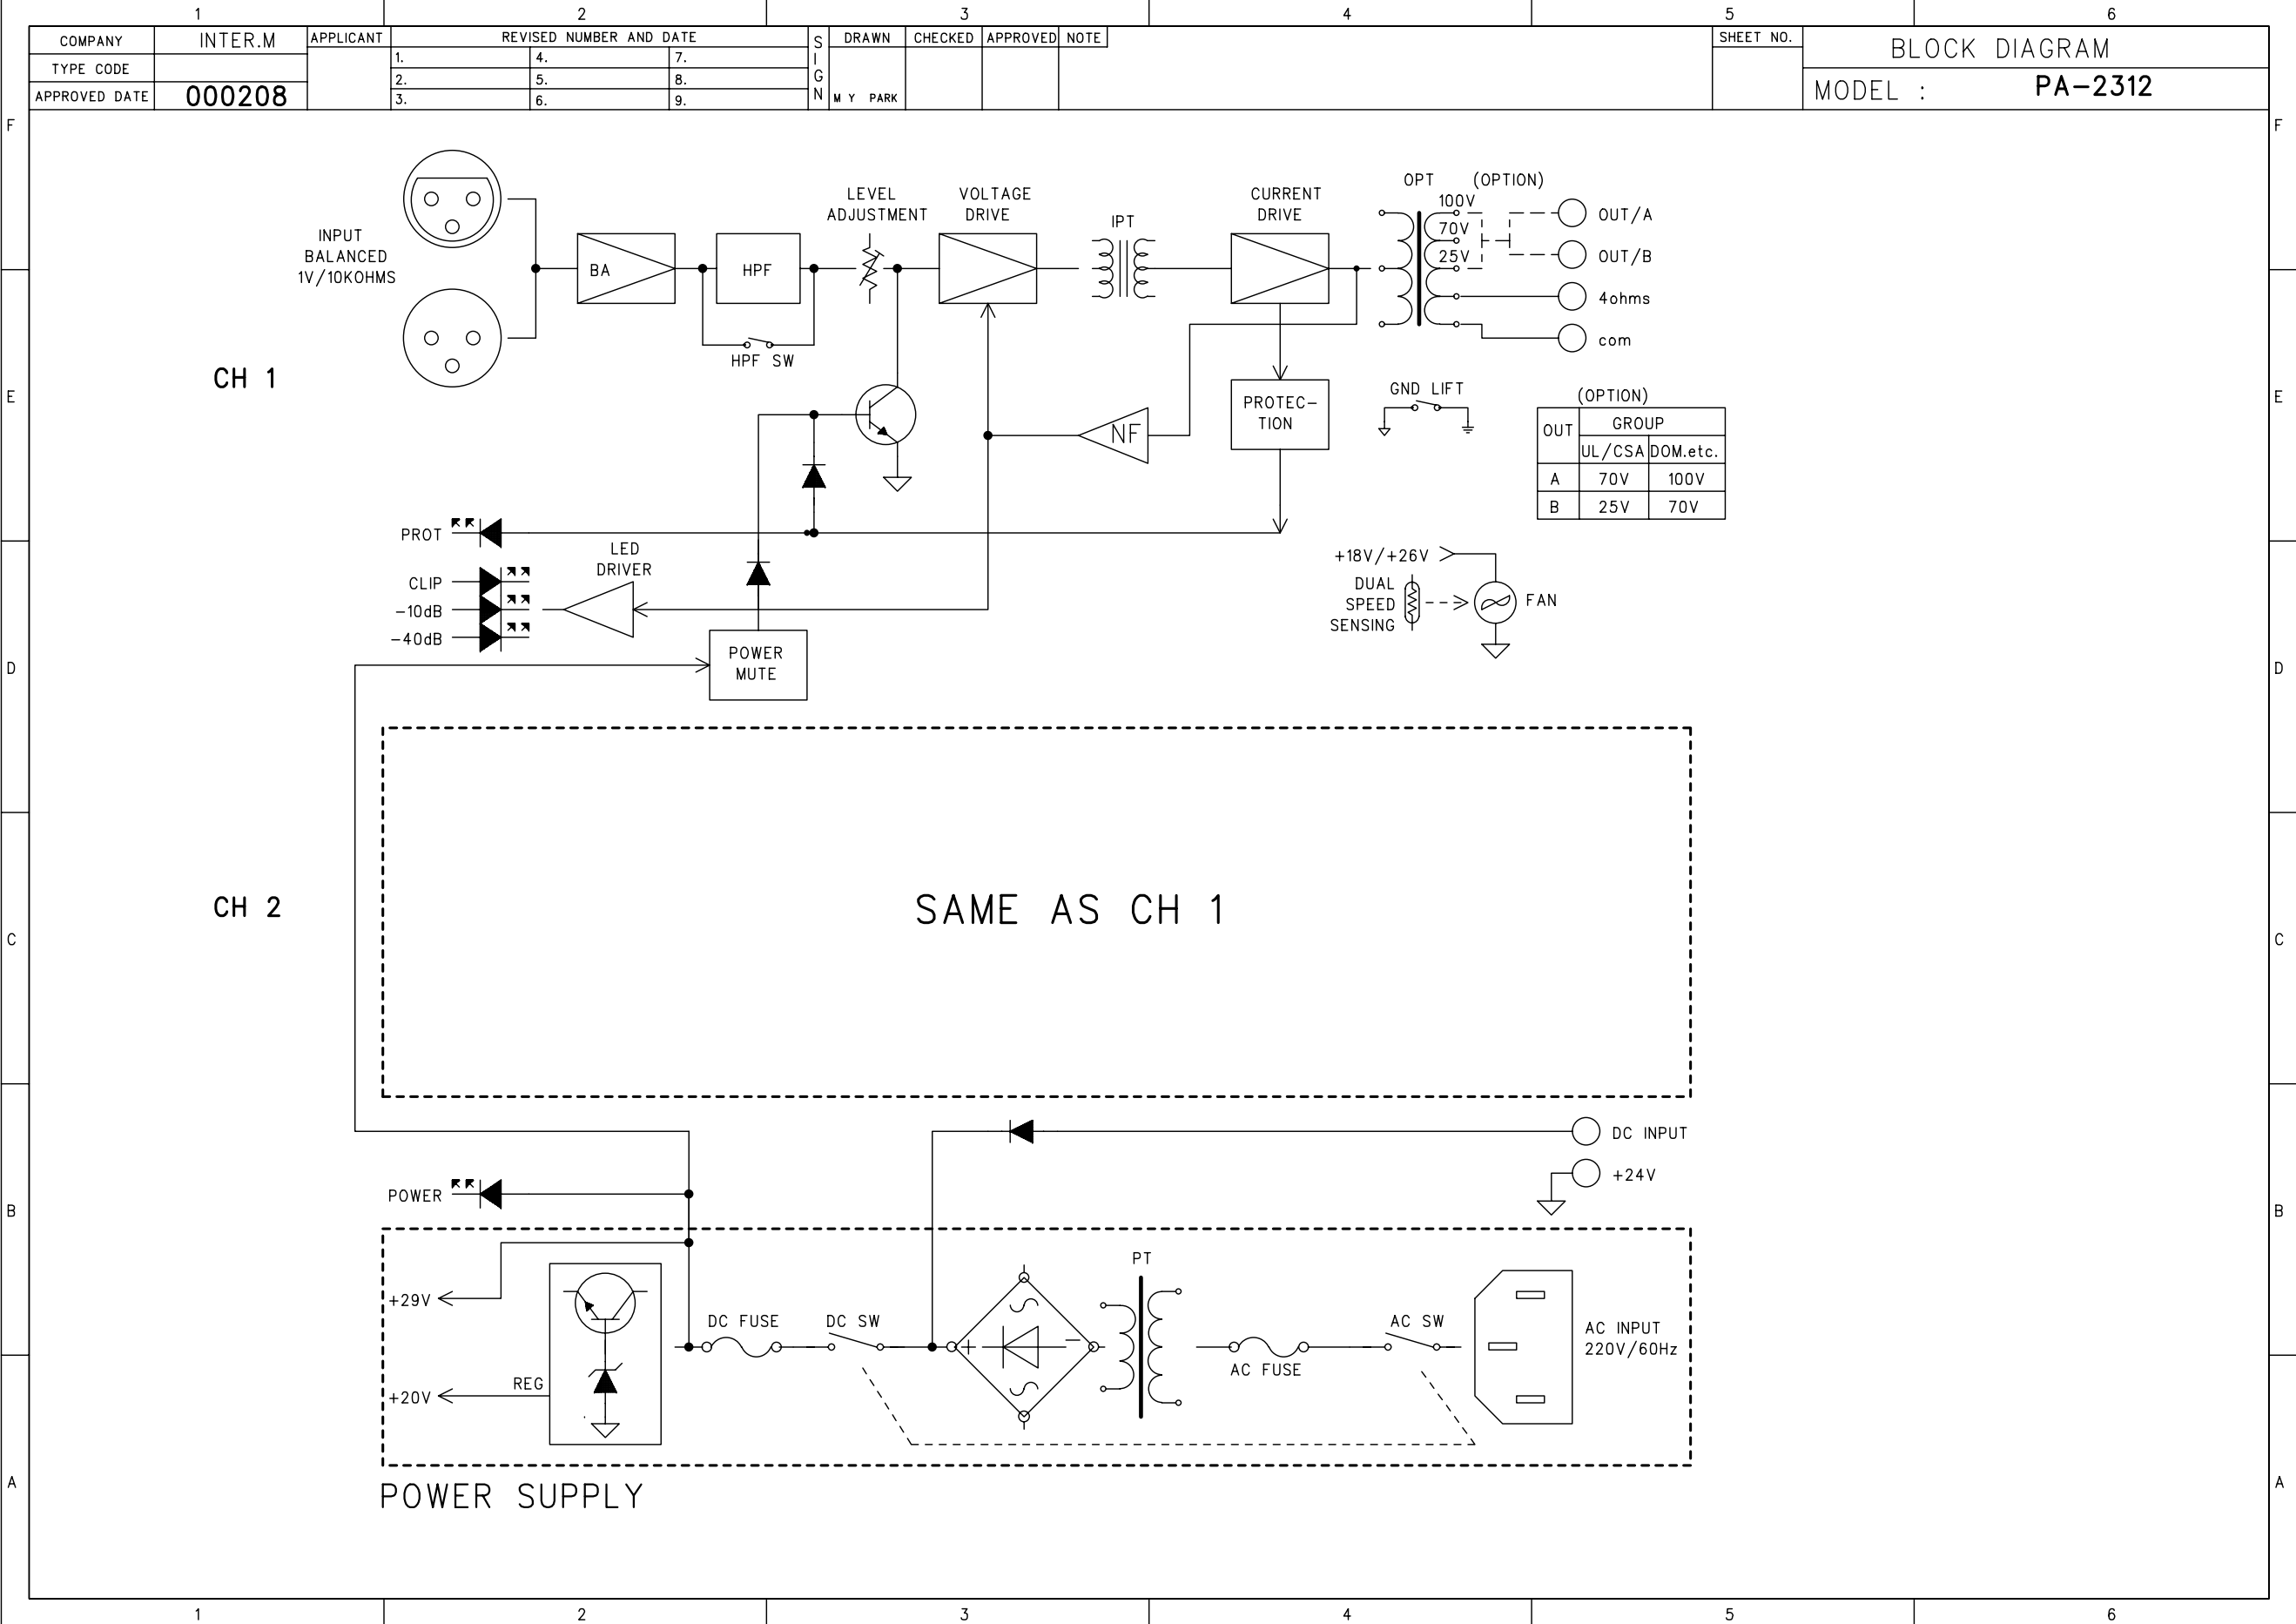 1 2 3 4 5 6
COMPANY INTER.M APPLICANT REVISED NUMBER AND DATE SIGN DRAWN CHECKED APPROVED NOTE SHEET NO. BLOCK DIAGRAM
TYPE CODE 1. 4. 7.
2. 5. 8.
APPROVED DATE 000208 3. 6. 9. M Y PARK MODEL : PA-2312
F F
INPUT
BALANCED
1V/10KOHMS
BA
HPF
HPF SW
LEVEL
ADJUSTMENT
VOLTAGE
DRIVE
IPT
CURRENT
DRIVE
OPT (OPTION)
100V
70V
25V
OUT/A
OUT/B
4ohms
com
CH 1
E E
NF
PROTEC-
TION
GND LIFT
(OPTION)
OUT GROUP
UL/CSA DOM.etc.
A 70V 100V
B 25V 70V
PROT
CLIP
-10dB
-40dB
LED
DRIVER
POWER
MUTE
+18V/+26V
DUAL
SPEED
SENSING
FAN
D D
CH 2
SAME AS CH 1
C C
DC INPUT
+24V
POWER
B B
+29V
+20V
REG
DC FUSE
DC SW
+ -
PT
AC FUSE
AC SW
AC INPUT
220V/60Hz
POWER SUPPLY
A A
1 2 3 4 5 6